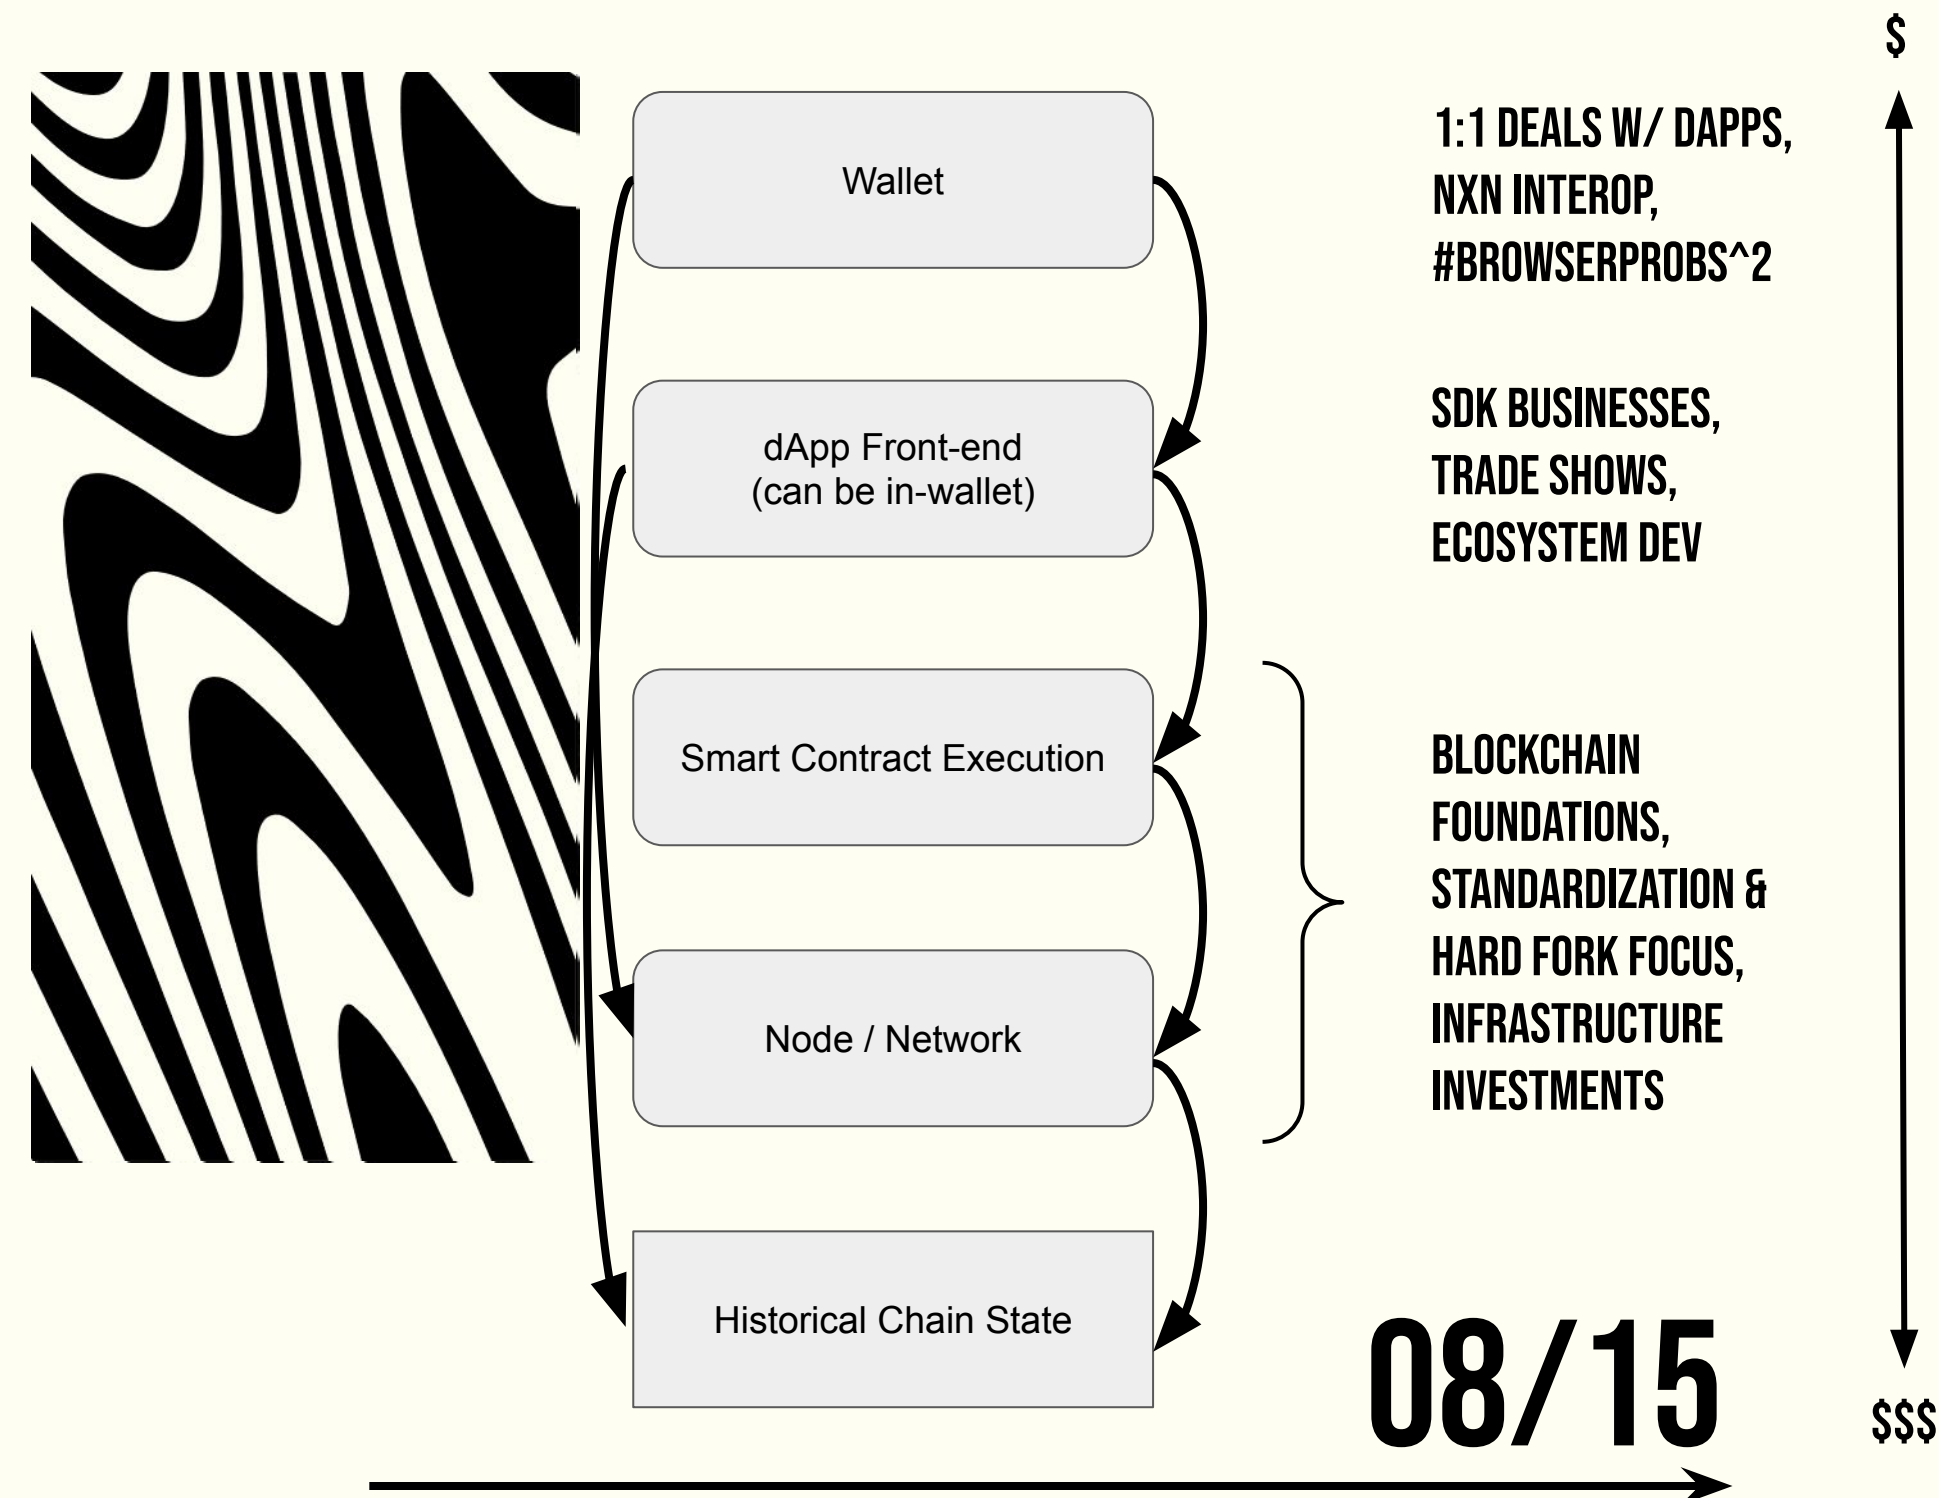 $
Wallet
1:1 DEALS W/ DAPPS,
NXN INTEROP,
#BROWSERPROBS^2
dApp Front-end
(can be in-wallet)
SDK BUSINESSES,
TRADE SHOWS,
ECOSYSTEM DEV
Smart Contract Execution
Node / Network
BLOCKCHAIN
FOUNDATIONS,
STANDARDIZATION &
HARD FORK FOCUS,
INFRASTRUCTURE
INVESTMENTS
Historical Chain State
08/15
$$$